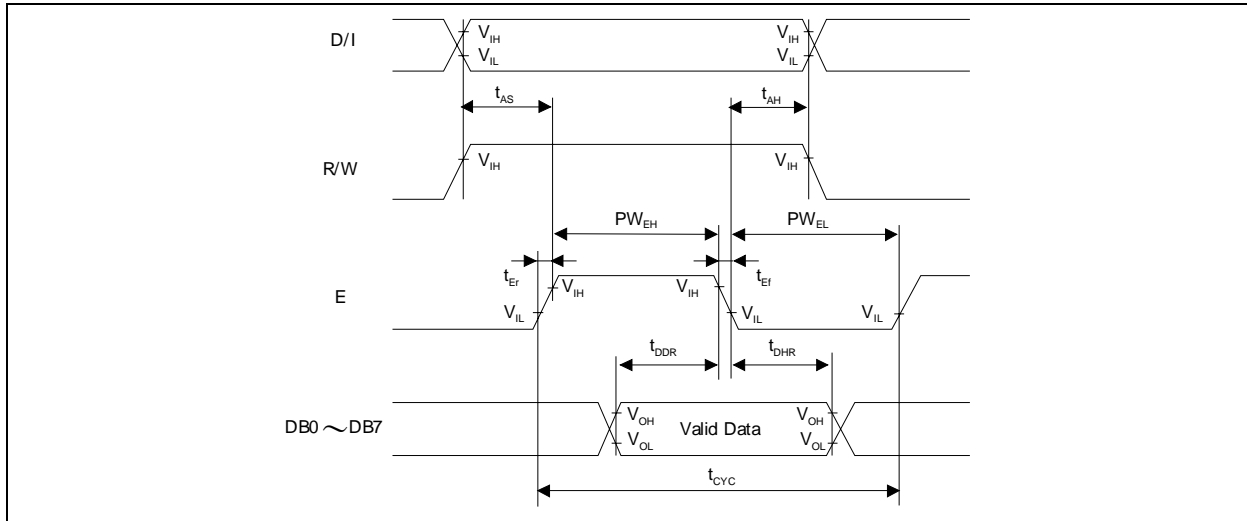 D/I
V_IH V_IH
V_IL V_IL
t_AS t_AH
R/W
V_IH V_IH
PW_EH PW_EL
t_Er t_Ef
E
V_IH V_IH
V_IL V_IL V_IL
t_DDR t_DHR
DB0～DB7
V_OH V_OH
Valid Data
V_OL V_OL
t_CYC